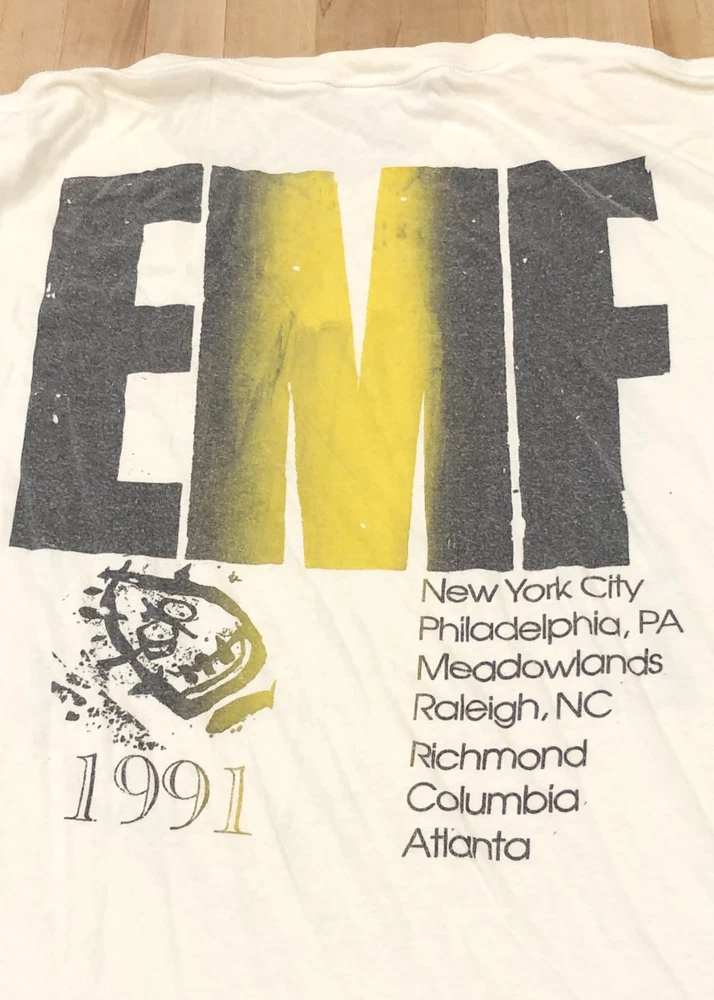 EMF
New York City
Philadelphia, PA
Meadowlands
Raleigh, NC
Richmond
Columbia
Atlanta
1991